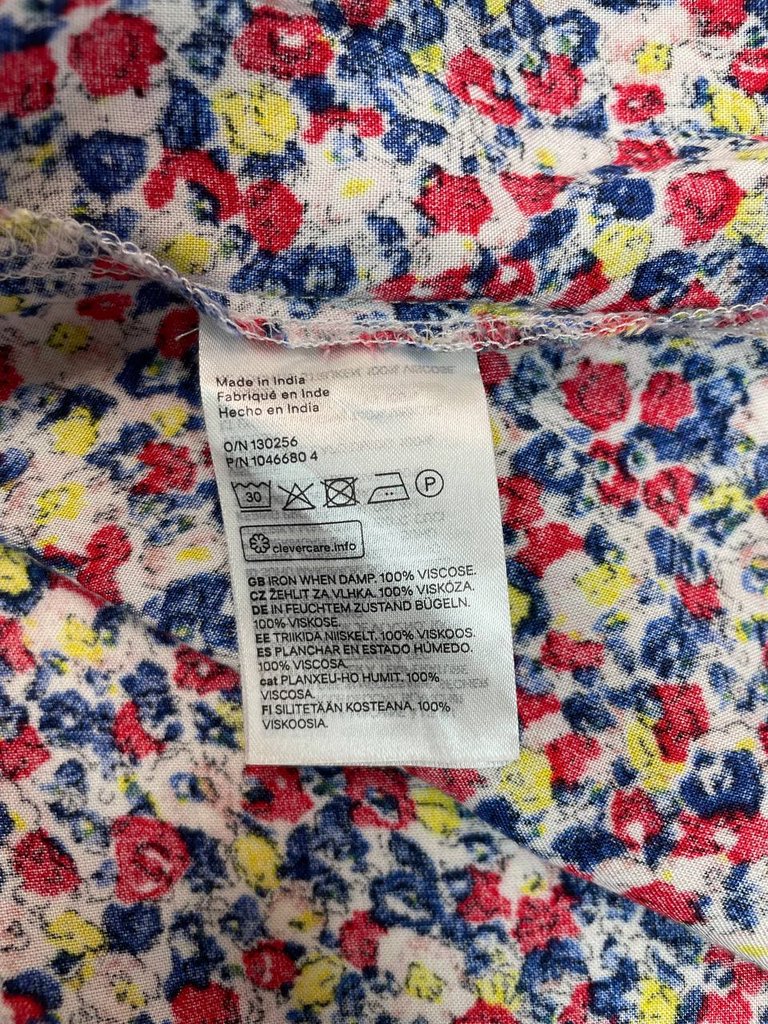 Made in India
Fabriqué en Inde
Hecho en India
O/N 130256
P/N 1046680 4
30
P
clevercare.info
GB IRON WHEN DAMP. 100% VISCOSE.
CZ ŽEHLIT ZA VLHKA. 100% VISKÓZA.
DE IN FEUCHTEM ZUSTAND BÜGELN.
100% VISKOSE.
EE TRIIKIDA NIISKELT. 100% VISKOOS.
ES PLANCHAR EN ESTADO HÚMEDO.
100% VISCOSA.
cat PLANXEU-HO HUMIT. 100%
VISCOSA.
FI SILITETÄÄN KOSTEANA. 100%
VISKOOSIA.